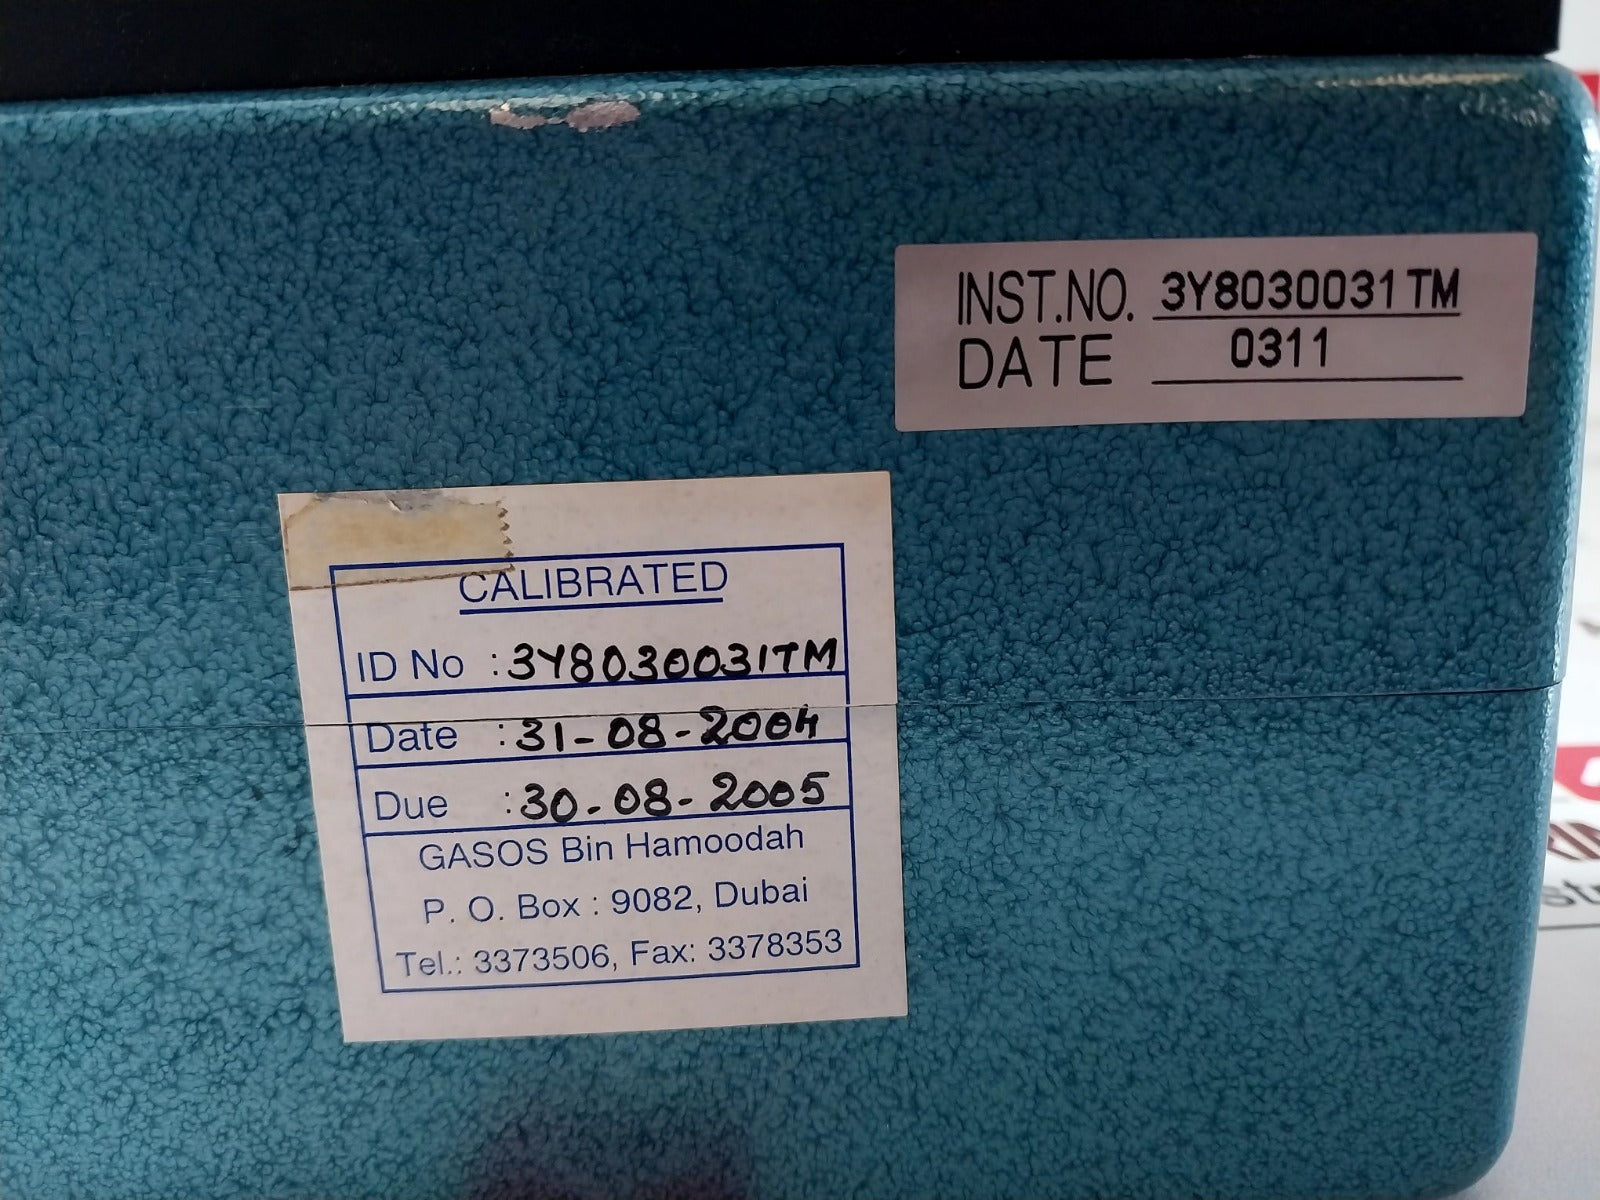 INST.NO. 3Y8030031TM
DATE 0311
CALIBRATED
ID No : 3Y8030031TM
Date : 31-08-2004
Due : 30-08-2005
GASOS Bin Hamoodah
P. O. Box : 9082, Dubai
Tel.: 3373506, Fax: 3378353